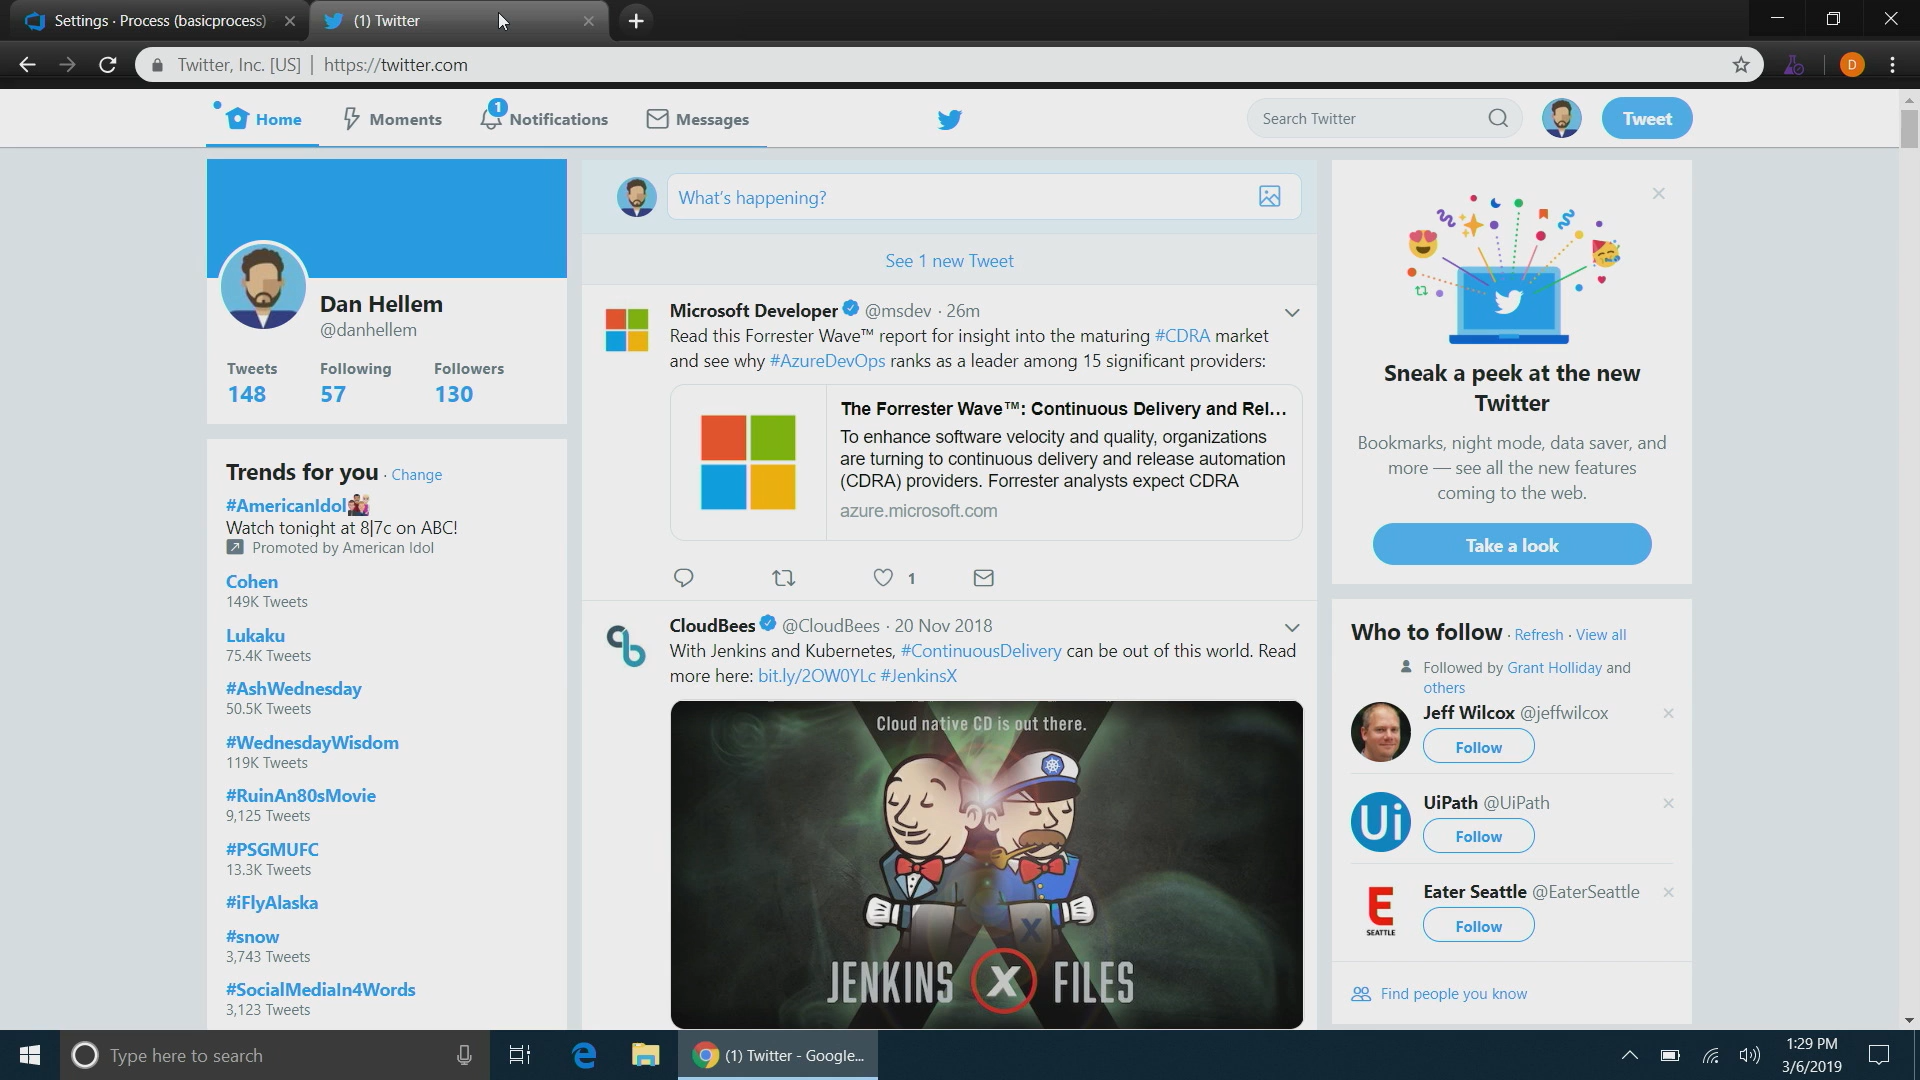 Settings · Process (basicprocess)
(1) Twitter
Twitter, Inc. [US] | https://twitter.com
D
Home
Moments
1
Notifications
Messages
Search Twitter
Tweet
Dan Hellem
@danhellem
Tweets Following Followers
148 57 130
Trends for you · Change
#AmericanIdol
Watch tonight at 8|7c on ABC!
Promoted by American Idol
Cohen
149K Tweets
Lukaku
75.4K Tweets
#AshWednesday
50.5K Tweets
#WednesdayWisdom
119K Tweets
#RuinAn80sMovie
9,125 Tweets
#PSGMUFC
13.3K Tweets
#iFlyAlaska
#snow
3,743 Tweets
#SocialMediaIn4Words
3,123 Tweets
What's happening?
See 1 new Tweet
Microsoft Developer @msdev · 26m
Read this Forrester Wave™ report for insight into the maturing #CDRA market
and see why #AzureDevOps ranks as a leader among 15 significant providers:
The Forrester Wave™: Continuous Delivery and Rel...
To enhance software velocity and quality, organizations
are turning to continuous delivery and release automation
(CDRA) providers. Forrester analysts expect CDRA
azure.microsoft.com
1
CloudBees @CloudBees · 20 Nov 2018
With Jenkins and Kubernetes, #ContinuousDelivery can be out of this world. Read
more here: bit.ly/2OW0YLc #JenkinsX
Cloud native CD is out there.
X
JENKINS X FILES
Sneak a peek at the new
Twitter
Bookmarks, night mode, data saver, and
more — see all the new features
coming to the web.
Take a look
Who to follow · Refresh · View all
Followed by Grant Holliday and
others
Jeff Wilcox @jeffwilcox
Follow
Ui
UiPath @UiPath
Follow
E
SEATTLE
Eater Seattle @EaterSeattle
Follow
Find people you know
Type here to search
(1) Twitter - Google...
1:29 PM
3/6/2019